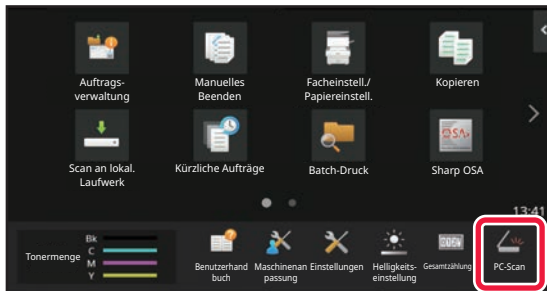 Auftrags-
verwaltung
Manuelles
Beenden
Facheinstell./
Papiereinstell.
Kopieren
Scan an lokal.
Laufwerk
Kürzliche Aufträge
Batch-Druck
OSA
Sharp OSA
13:41
Tonermenge
Bk
C
M
Y
Benutzerhand
buch
Maschinenan
passung
Einstellungen
Helligkeits-
einstellung
Gesamtzählung
PC-Scan